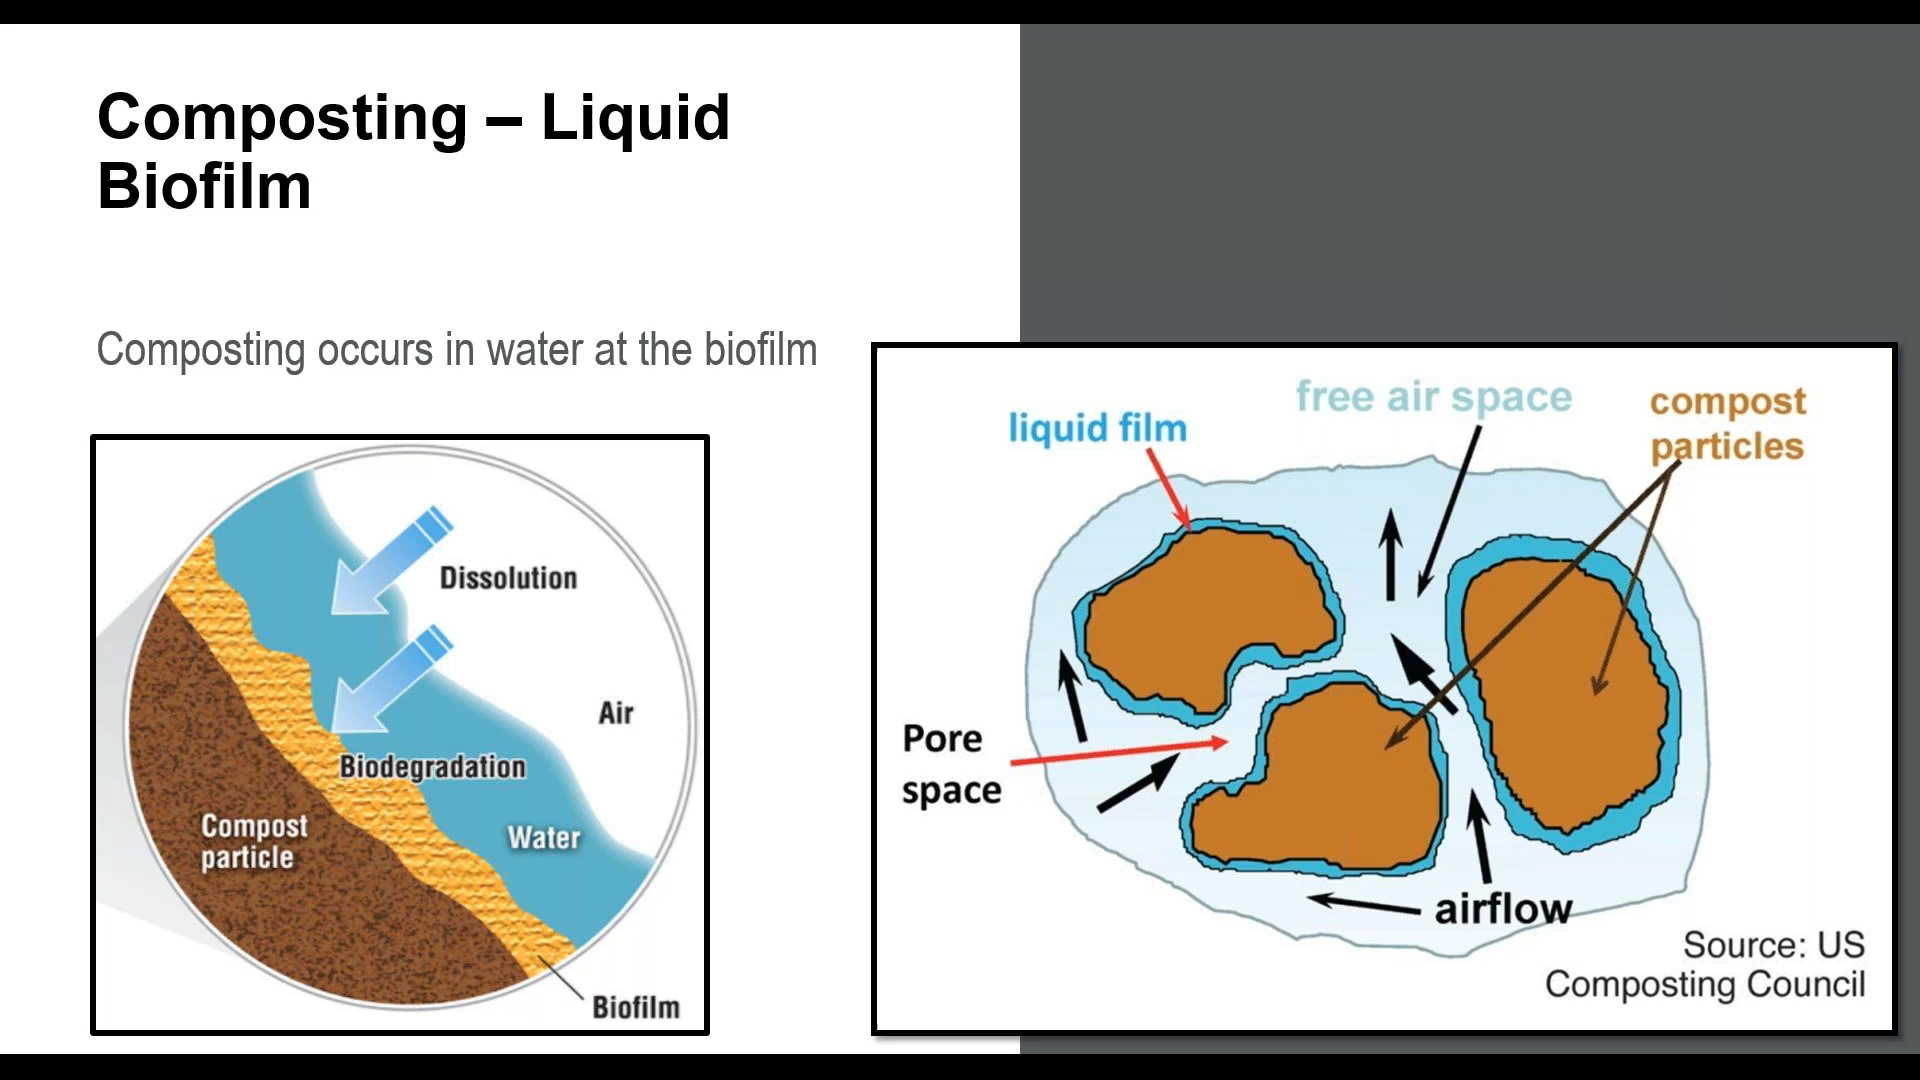 Composting – Liquid
Biofilm
Composting occurs in water at the biofilm
Dissolution
Air
Biodegradation
Compost
particle
Water
Biofilm
free air space
compost
particles
liquid film
Pore
space
airflow
Source: US
Composting Council